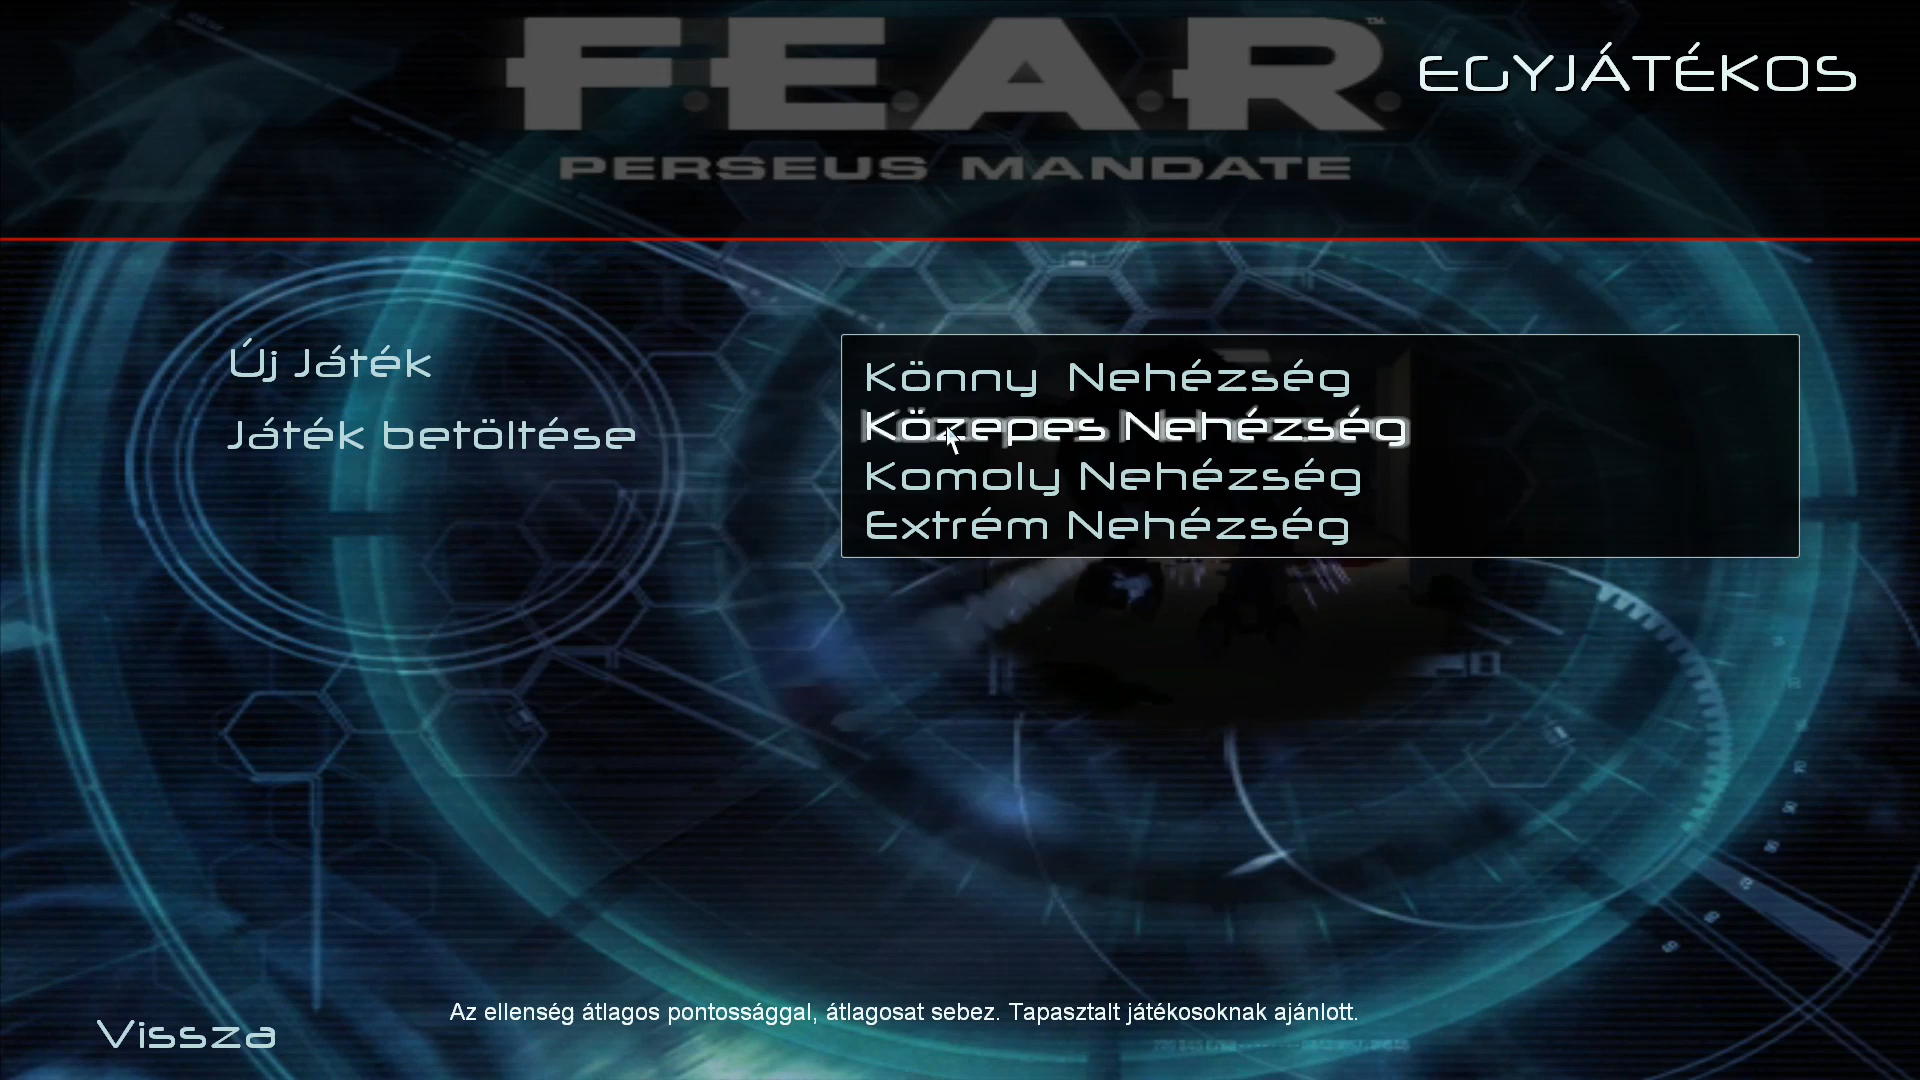 F.E.A.R.™
PERSEUS MANDATE
EGYJÁTÉKOS
Új Játék
Játék betöltése
Könny Nehézség
Közepes Nehézség
Komoly Nehézség
Extrém Nehézség
Az ellenség átlagos pontossággal, átlagosat sebez. Tapasztalt játékosoknak ajánlott.
Vissza